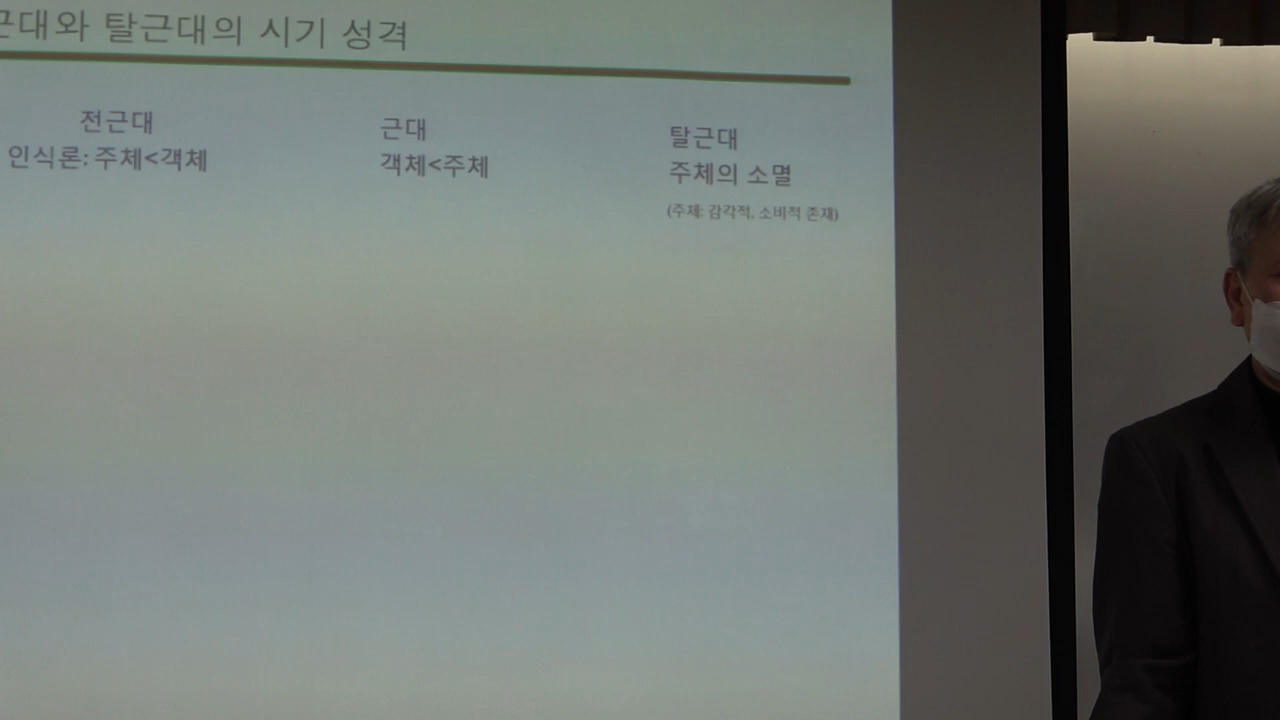 근대와 탈근대의 시기 성격
전근대
근대
탈근대
인식론: 주체<객체
객체<주체
주체의 소멸
(주체: 감각적, 소비적 존재)